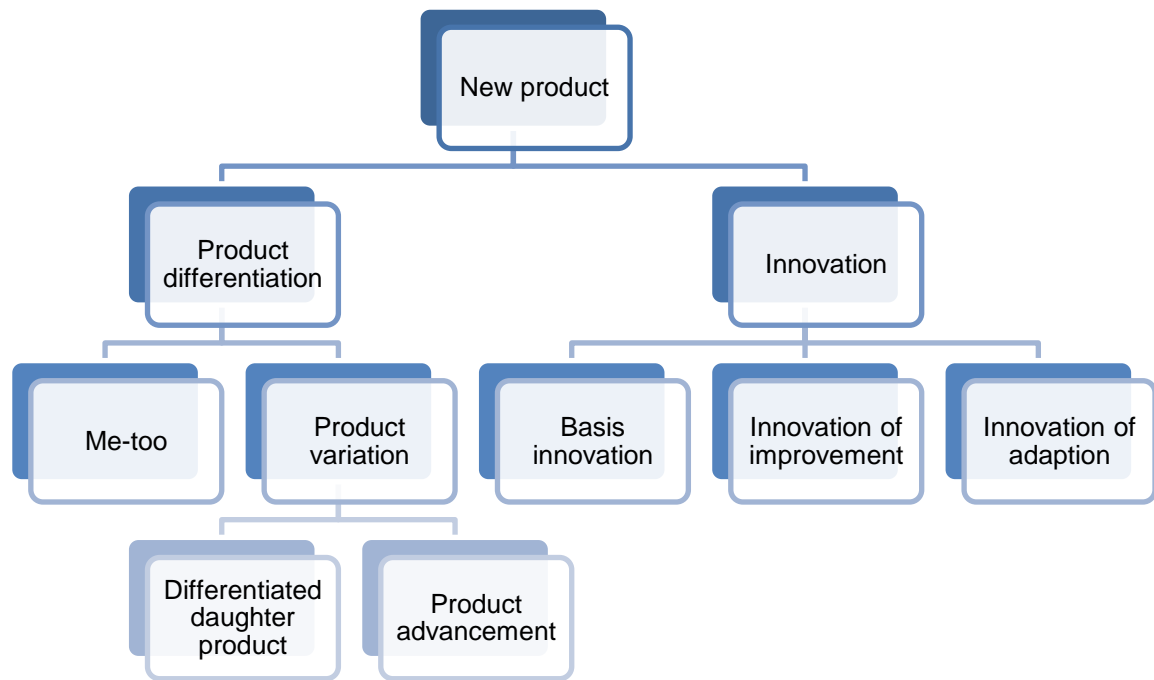 New product
Product
differentiation
Innovation
Me-too
Product
variation
Basis
innovation
Innovation of
improvement
Innovation of
adaption
Differentiated
daughter
product
Product
advancement